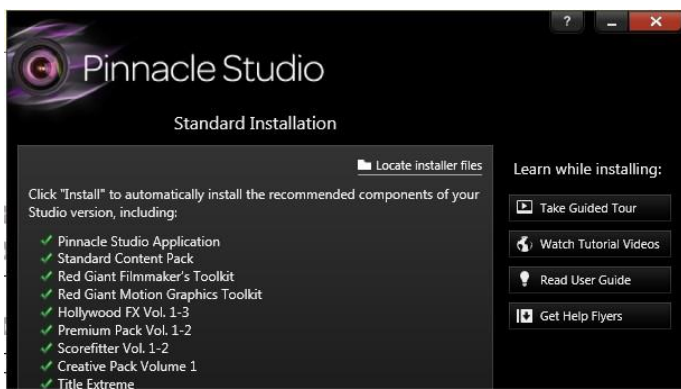 ?
Pinnacle Studio
Standard Installation
Locate installer files
Click "Install" to automatically install the recommended components of your
Studio version, including:
Pinnacle Studio Application
Standard Content Pack
Red Giant Filmmaker's Toolkit
Red Giant Motion Graphics Toolkit
Hollywood FX Vol. 1-3
Premium Pack Vol. 1-2
Scorefitter Vol. 1-2
Creative Pack Volume 1
Title Extreme
Learn while installing:
Take Guided Tour
Watch Tutorial Videos
Read User Guide
Get Help Flyers